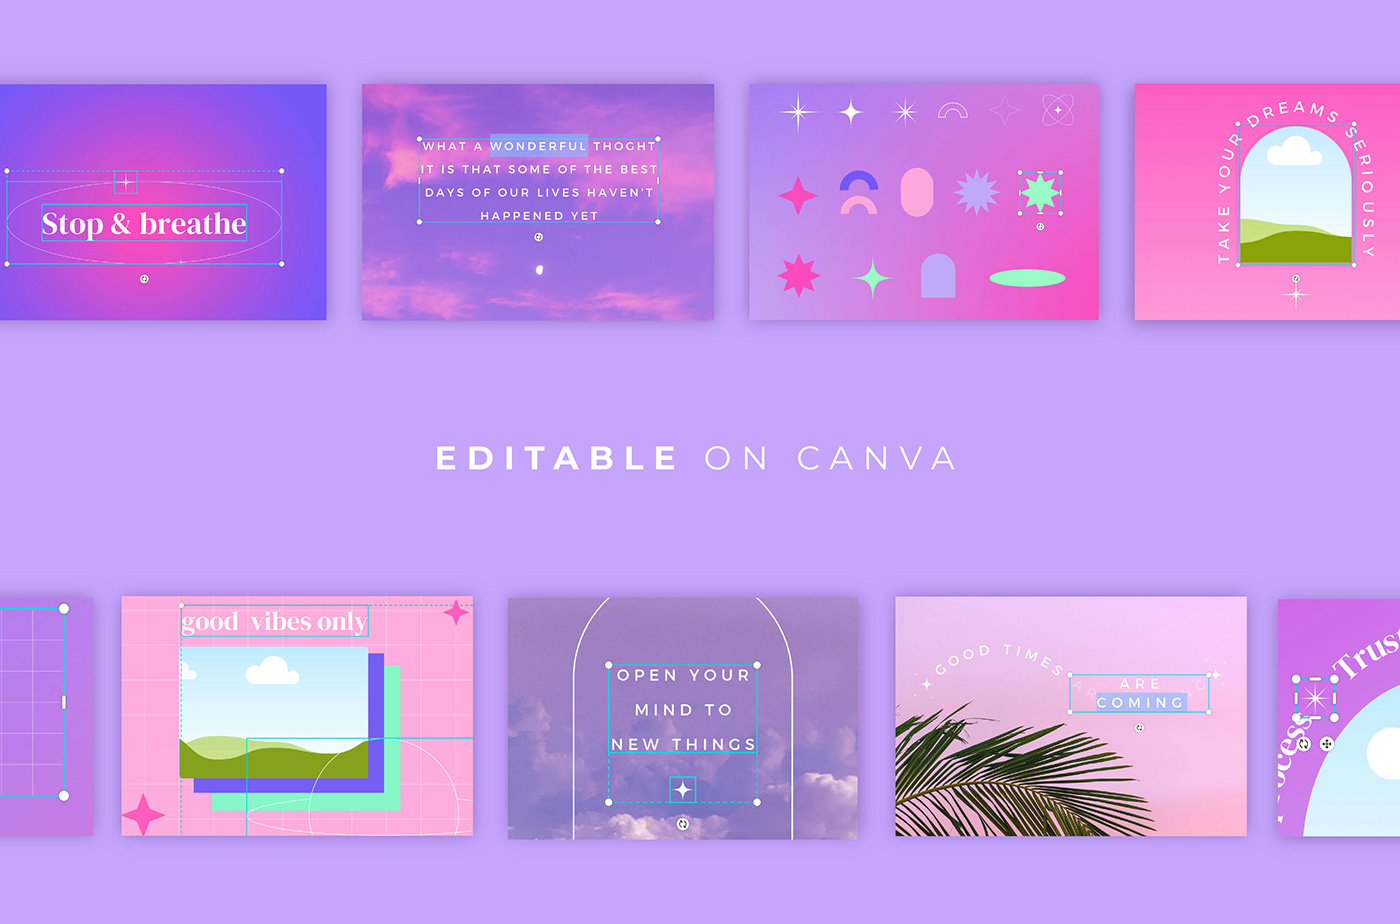 Stop & breathe
WHAT A WONDERFUL THOGHT
IT IS THAT SOME OF THE BEST
DAYS OF OUR LIVES HAVEN'T
HAPPENED YET
TAKE YOUR DREAMS SERIOUSLY
EDITABLE ON CANVA
good vibes only
OPEN YOUR
MIND TO
NEW THINGS
GOOD TIMES
ARE
COMING
Trus
ocess